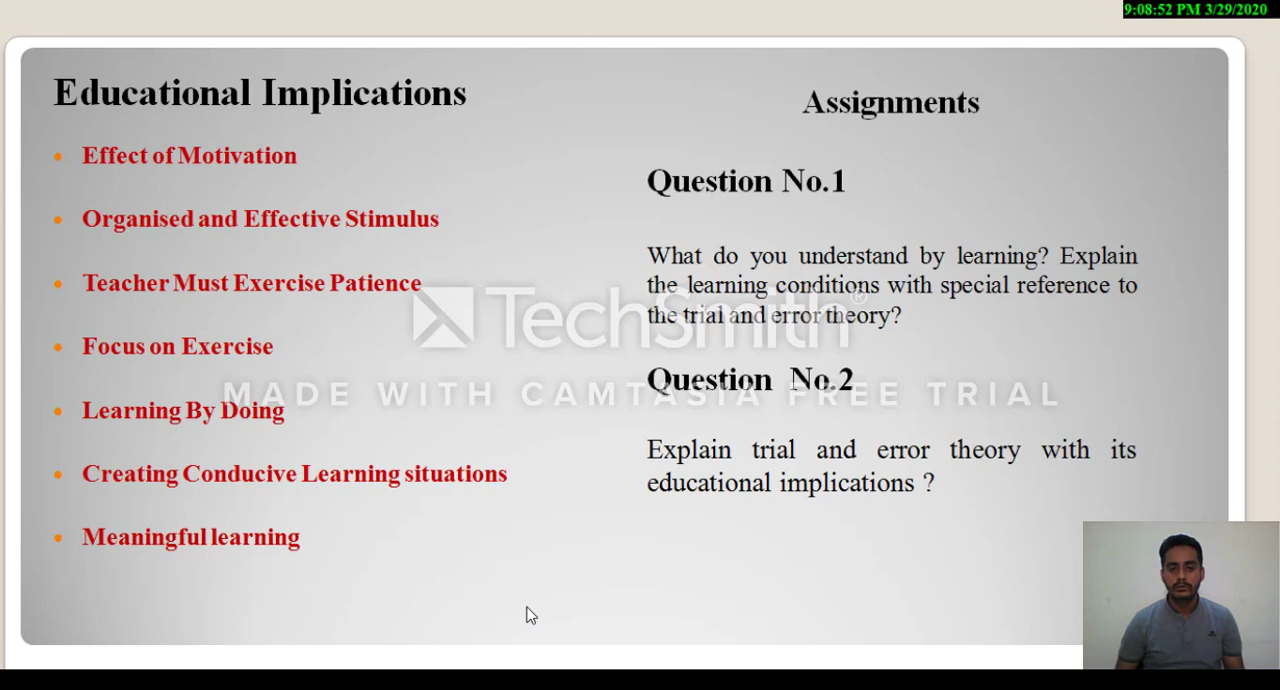 9:08:52 PM 3/29/2020
Educational Implications
• Effect of Motivation
• Organised and Effective Stimulus
• Teacher Must Exercise Patience
• Focus on Exercise
• Learning By Doing
• Creating Conducive Learning situations
• Meaningful learning
Assignments
Question No.1
What do you understand by learning? Explain
the learning conditions with special reference to
the trial and error theory?
Question No.2
Explain trial and error theory with its
educational implications ?
TechSmith®
MADE WITH CAMTASIA FREE TRIAL